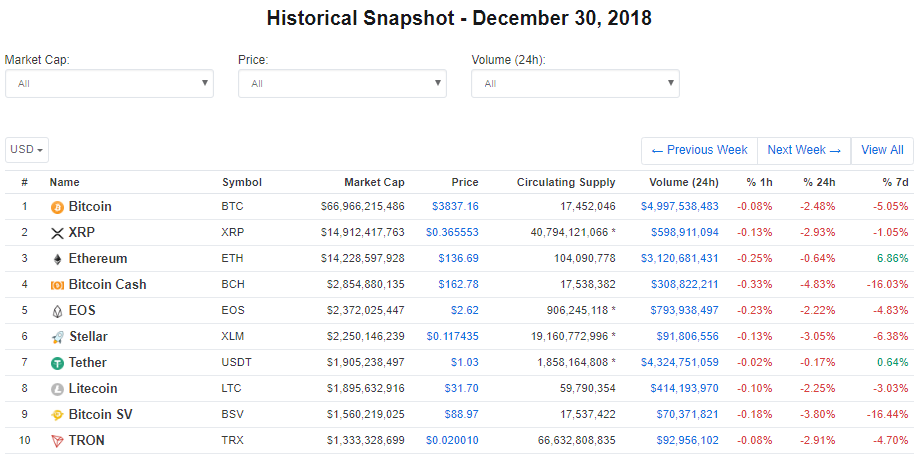 Historical Snapshot - December 30, 2018
Market Cap: Price: Volume (24h):
All All All
USD ← Previous Week Next Week → View All
# Name Symbol Market Cap Price Circulating Supply Volume (24h) % 1h % 24h % 7d
1 Bitcoin BTC $66,966,215,486 $3837.16 17,452,046 $4,997,538,483 -0.08% -2.48% -5.05%
2 XRP XRP $14,912,417,763 $0.365553 40,794,121,066 * $598,911,094 -0.13% -2.93% -1.05%
3 Ethereum ETH $14,228,597,928 $136.69 104,090,778 $3,120,681,431 -0.25% -0.64% 6.86%
4 Bitcoin Cash BCH $2,854,880,135 $162.78 17,538,382 $308,822,211 -0.33% -4.83% -16.03%
5 EOS EOS $2,372,025,447 $2.62 906,245,118 * $793,938,497 -0.23% -2.22% -4.83%
6 Stellar XLM $2,250,146,239 $0.117435 19,160,772,996 * $91,806,556 -0.13% -3.05% -6.38%
7 Tether USDT $1,905,238,497 $1.03 1,858,164,808 * $4,324,751,059 -0.02% -0.17% 0.64%
8 Litecoin LTC $1,895,632,916 $31.70 59,790,354 $414,193,970 -0.10% -2.25% -3.03%
9 Bitcoin SV BSV $1,560,219,025 $88.97 17,537,422 $70,371,821 -0.18% -3.80% -16.44%
10 TRON TRX $1,333,328,699 $0.020010 66,632,808,835 $92,956,102 -0.08% -2.91% -4.70%